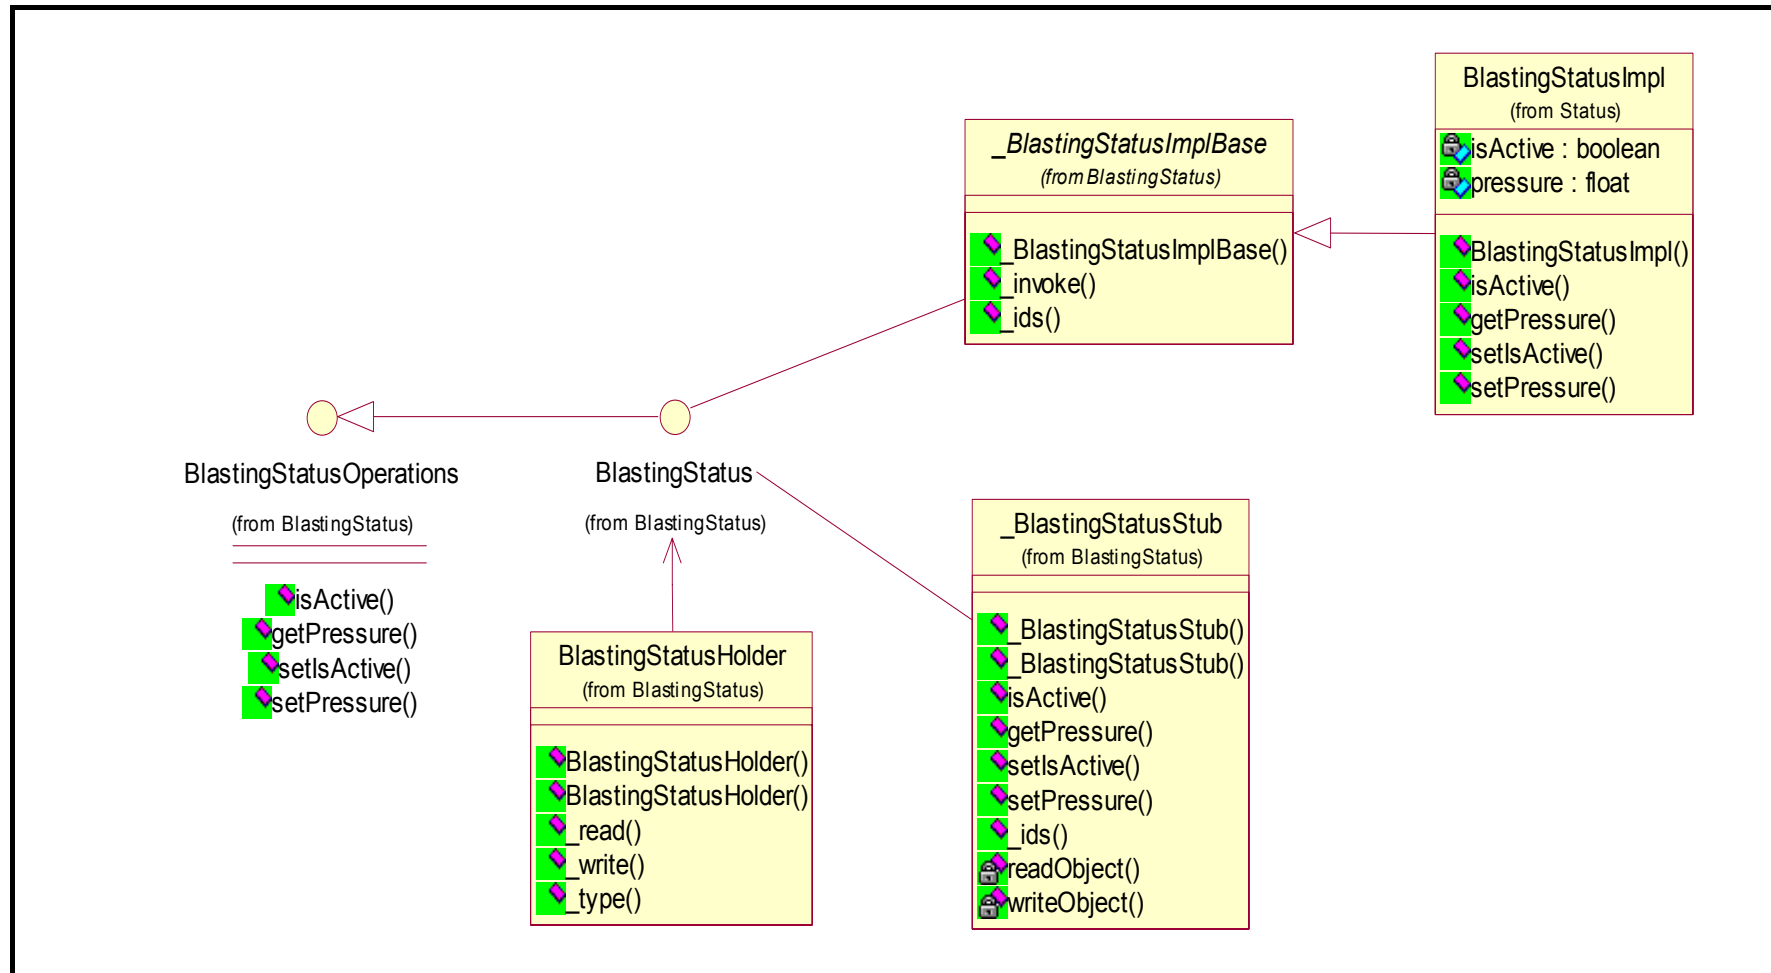 BlastingStatusImpl
(from Status)
isActive : boolean
pressure : float
BlastingStatusImpl()
isActive()
getPressure()
setIsActive()
setPressure()
_BlastingStatusImplBase
(from BlastingStatus)
_BlastingStatusImplBase()
_invoke()
_ids()
BlastingStatusOperations
(from BlastingStatus)
isActive()
getPressure()
setIsActive()
setPressure()
BlastingStatus
(from BlastingStatus)
BlastingStatusHolder
(from BlastingStatus)
BlastingStatusHolder()
BlastingStatusHolder()
_read()
_write()
_type()
_BlastingStatusStub
(from BlastingStatus)
_BlastingStatusStub()
_BlastingStatusStub()
isActive()
getPressure()
setIsActive()
setPressure()
_ids()
readObject()
writeObject()